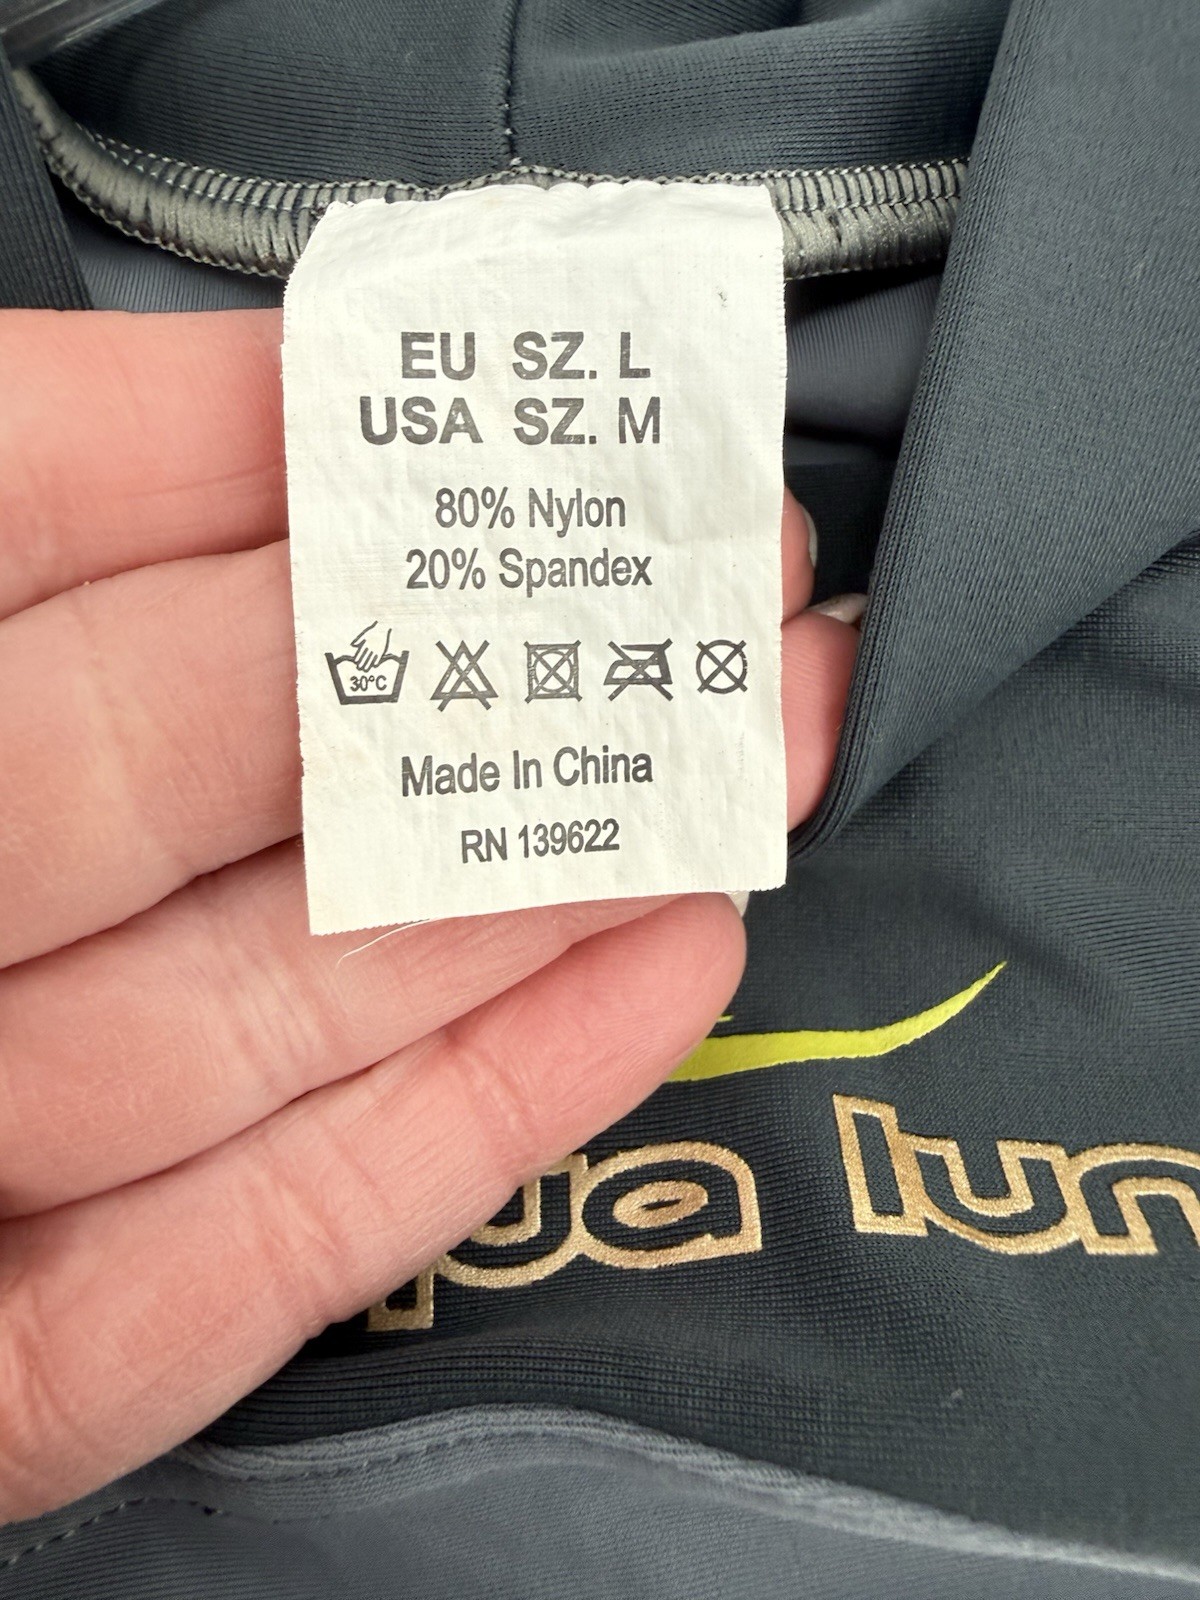 EU SZ. L
USA SZ. M
80% Nylon
20% Spandex
30°C
Made In China
RN 139622